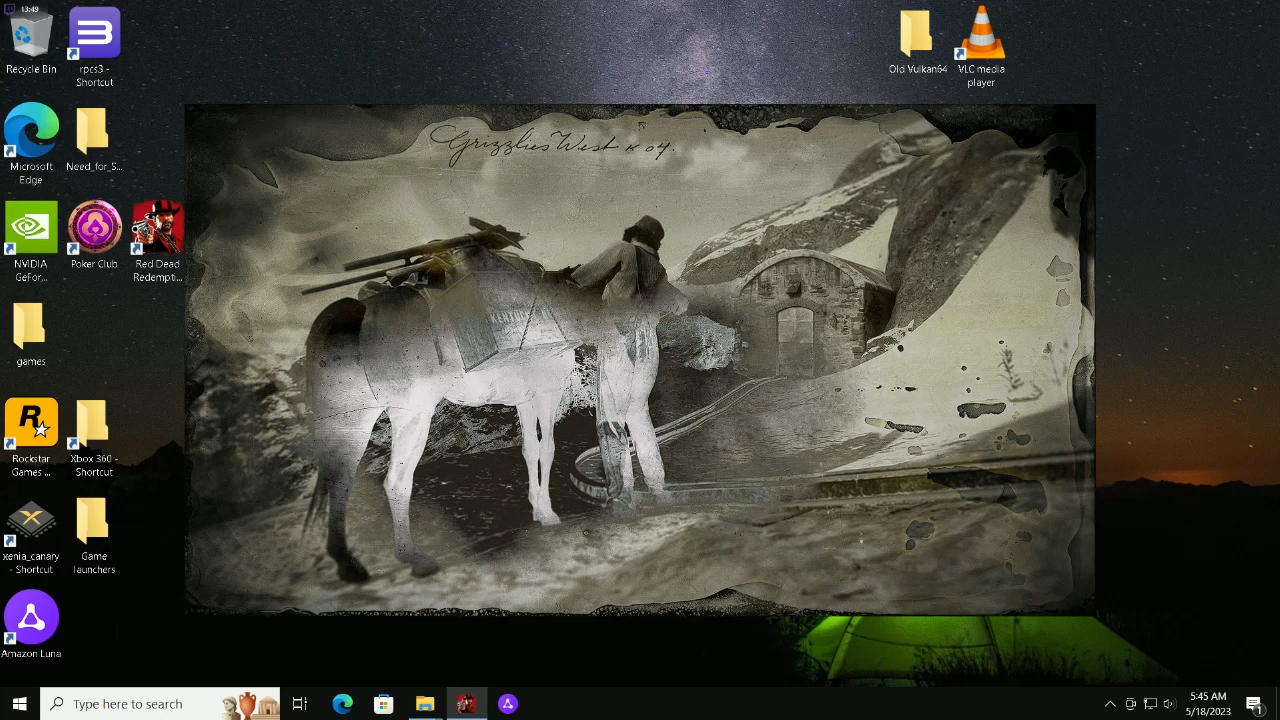 13:49
Recycle Bin
rpcs3 - Shortcut
Old Vulkan64
VLC media player
Microsoft Edge
Need_for_S...
Grizzlies West
NVIDIA GeFor...
Poker Club
Red Dead Redempti...
KENTUC
games
Rockstar Games ...
Xbox 360 - Shortcut
xenia_canary - Shortcut
Game launchers
Amazon Luna
Type here to search
5:45 AM
5/18/2023
1